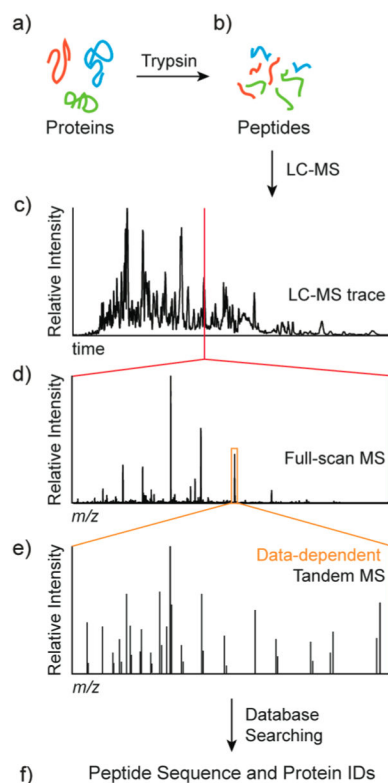 a)
b)
Trypsin
Proteins
Peptides
LC-MS
c)
Relative Intensity
LC-MS trace
time
d)
Relative Intensity
Full-scan MS
m/z
e)
Data-dependent
Tandem MS
Relative Intensity
m/z
Database
Searching
f) Peptide Sequence and Protein IDs